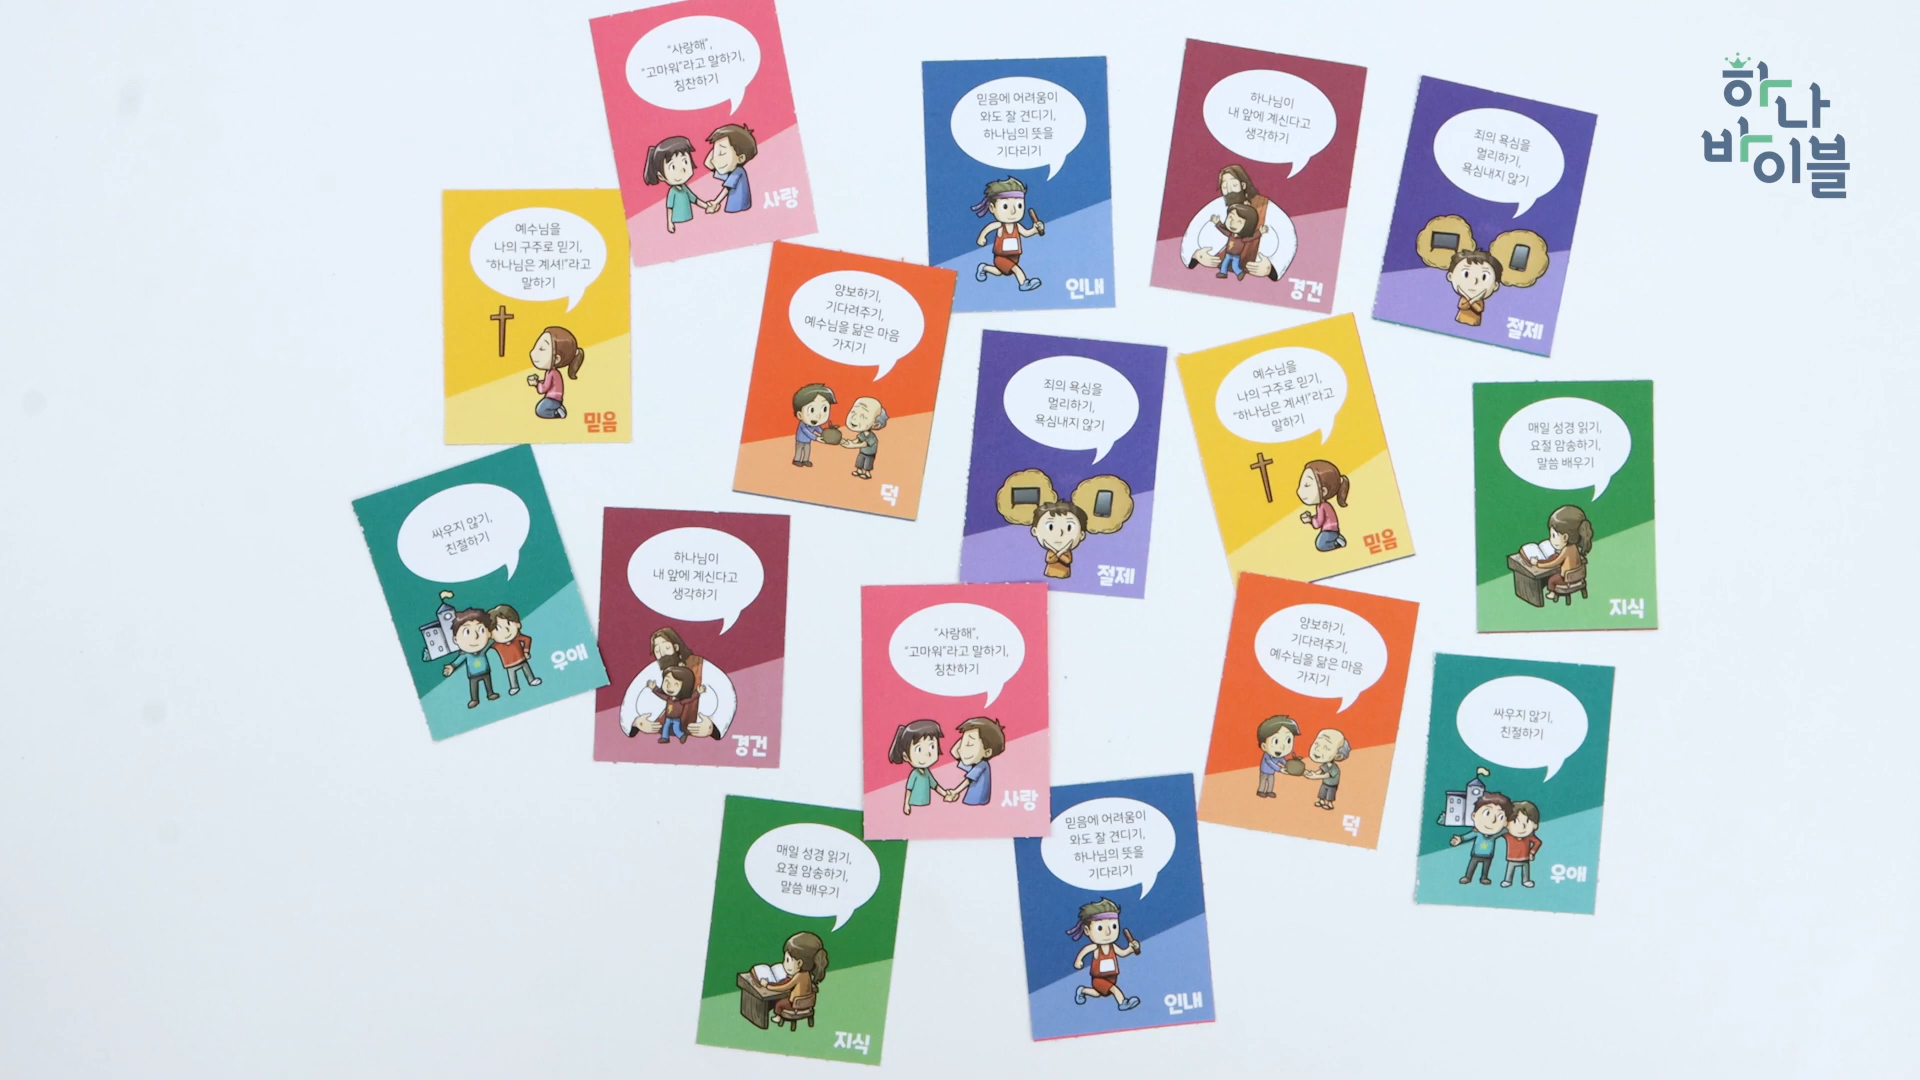 "사랑해",
"고마워"라고 말하기,
칭찬하기
사랑
믿음에 어려움이
와도 잘 견디기,
하나님의 뜻을
기다리기
인내
하나님이
내 앞에 계신다고
생각하기
경건
죄의 욕심을
멀리하기,
욕심내지 않기
절제
하나
바이블
예수님을
나의 구주로 믿기,
"하나님은 계셔!"라고
말하기
믿음
양보하기,
기다려주기,
예수님을 닮은 마음
가지기
덕
죄의 욕심을
멀리하기,
욕심내지 않기
절제
예수님을
나의 구주로 믿기,
"하나님은 계셔!"라고
말하기
믿음
매일 성경 읽기,
요절 암송하기,
말씀 배우기
지식
싸우지 않기,
친절하기
우애
하나님이
내 앞에 계신다고
생각하기
경건
"사랑해",
"고마워"라고 말하기,
칭찬하기
사랑
양보하기,
기다려주기,
예수님을 닮은 마음
가지기
덕
싸우지 않기,
친절하기
우애
매일 성경 읽기,
요절 암송하기,
말씀 배우기
지식
믿음에 어려움이
와도 잘 견디기,
하나님의 뜻을
기다리기
인내